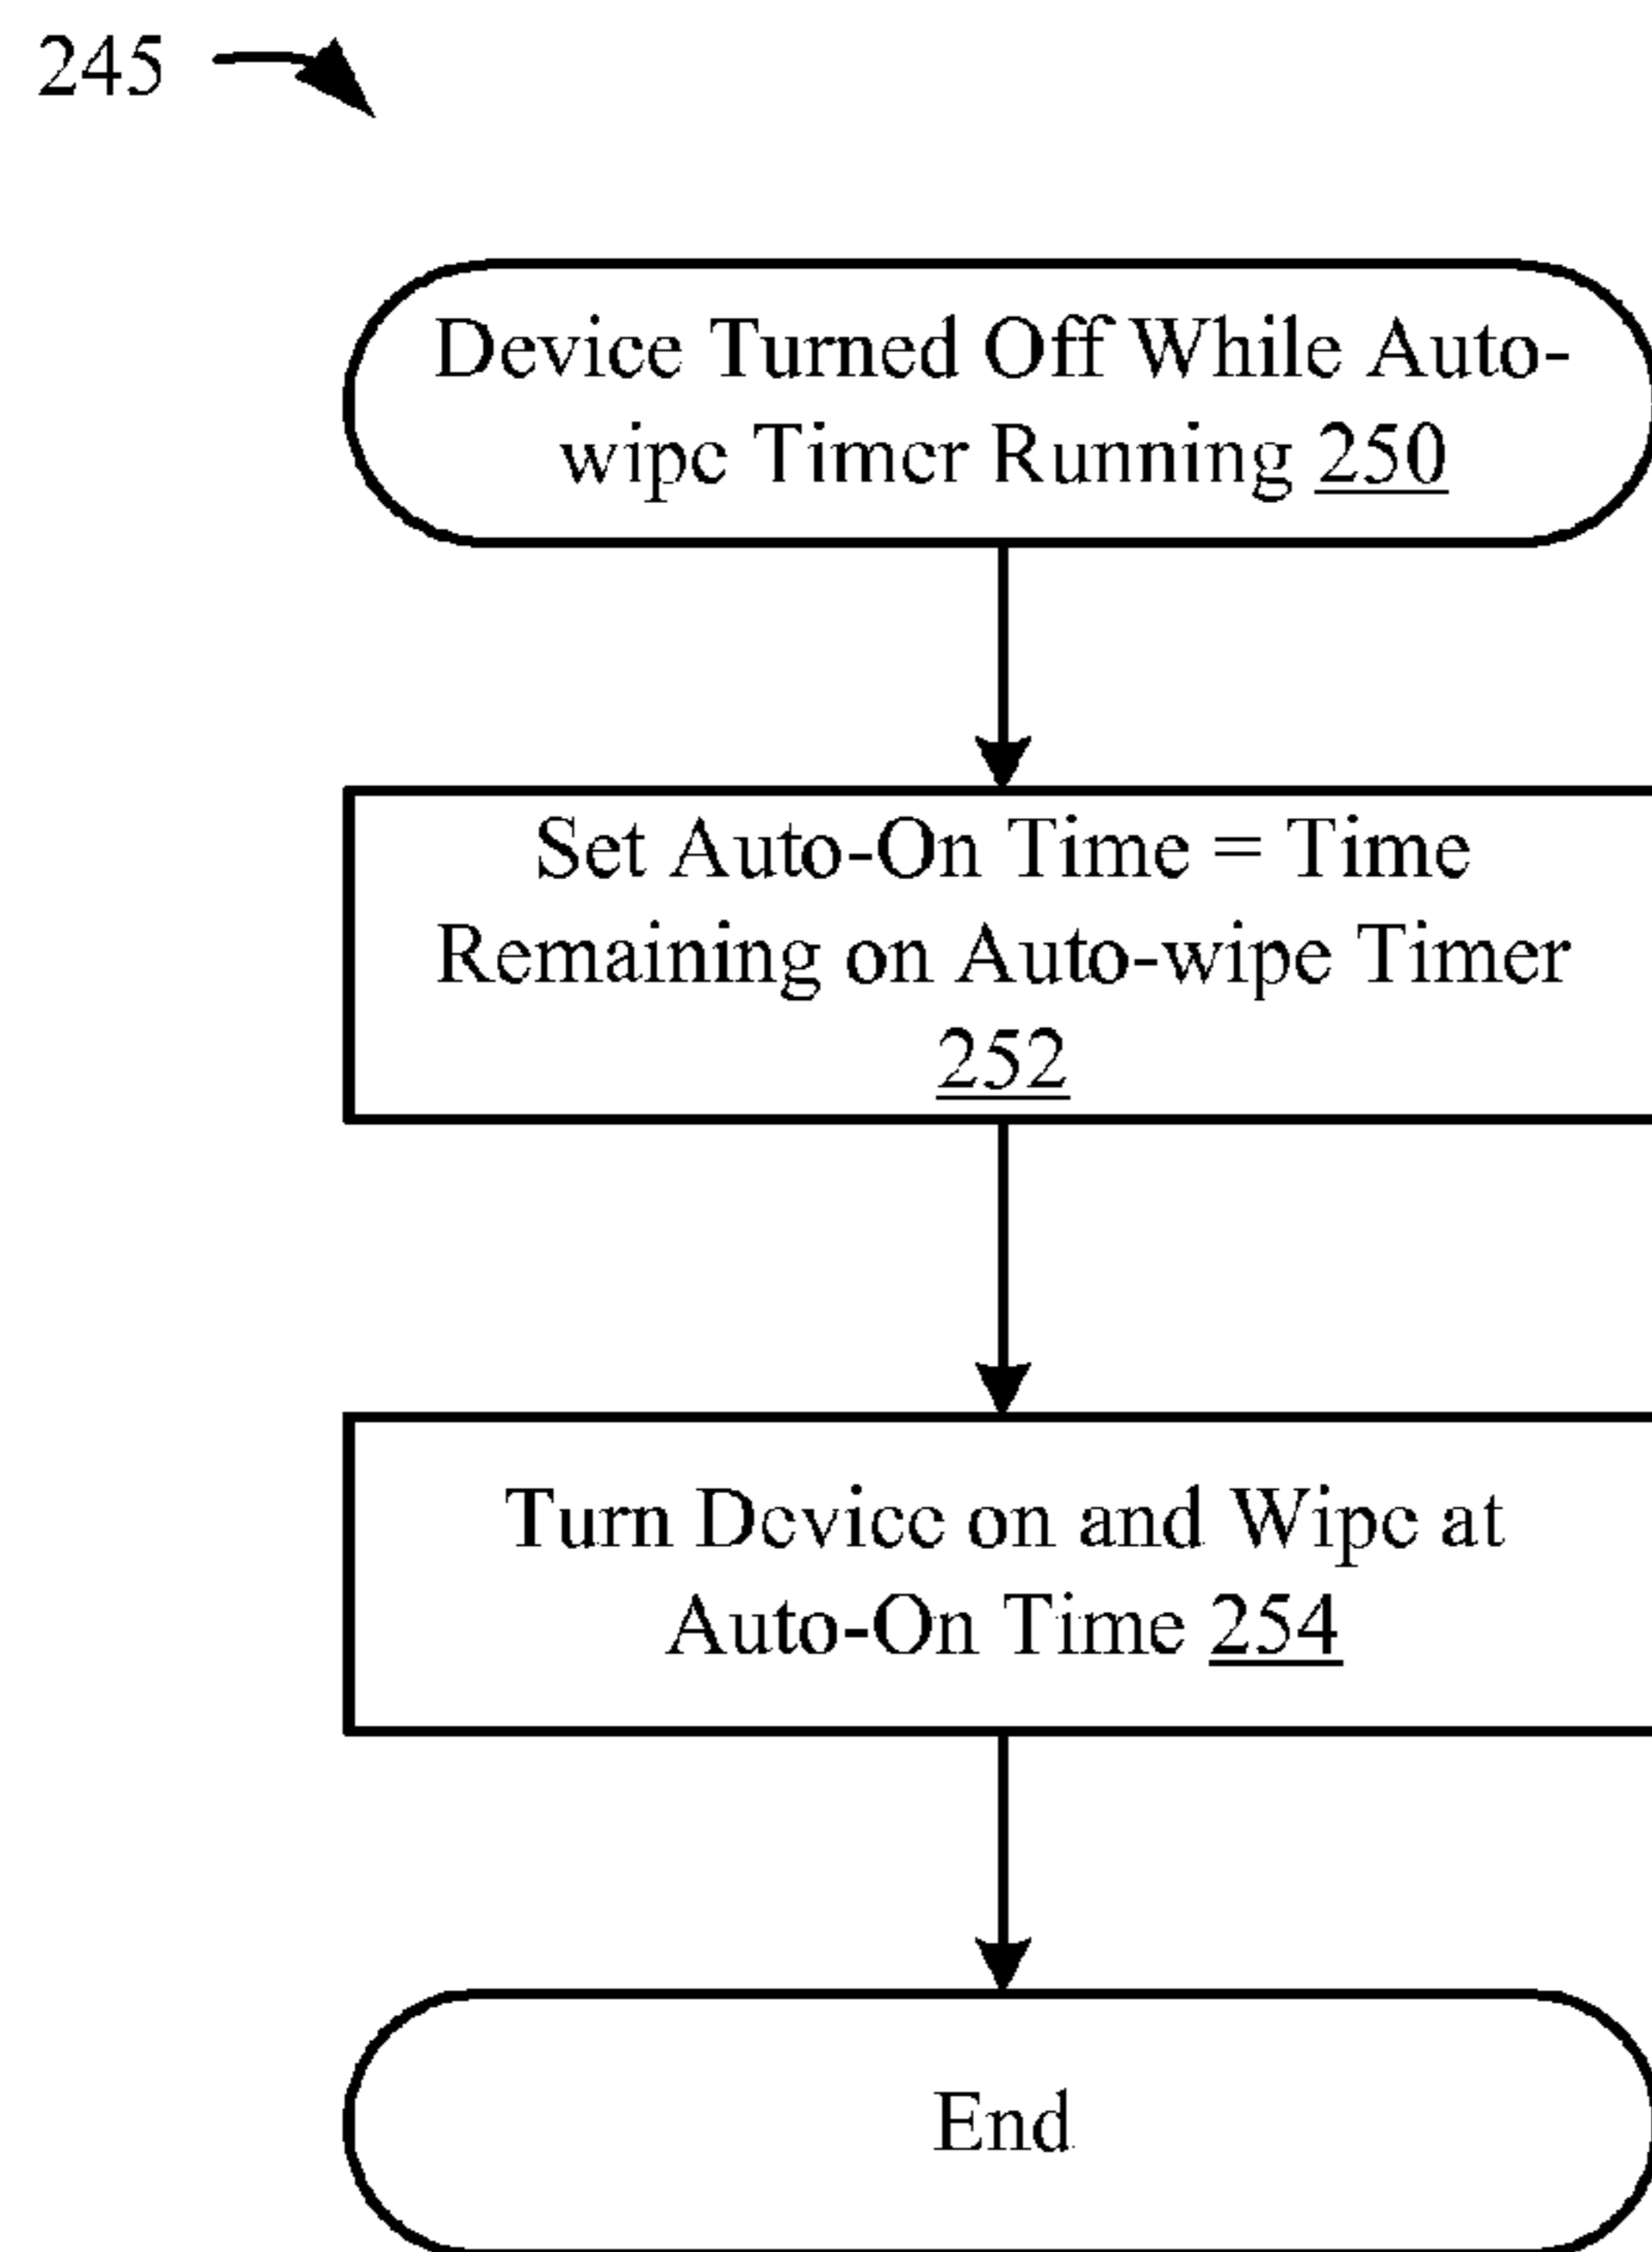 245
Device Turned Off While Auto-
wipe Timer Running 250
Set Auto-On Time = Time
Remaining on Auto-wipe Timer
252
Turn Device on and Wipe at
Auto-On Time 254
End